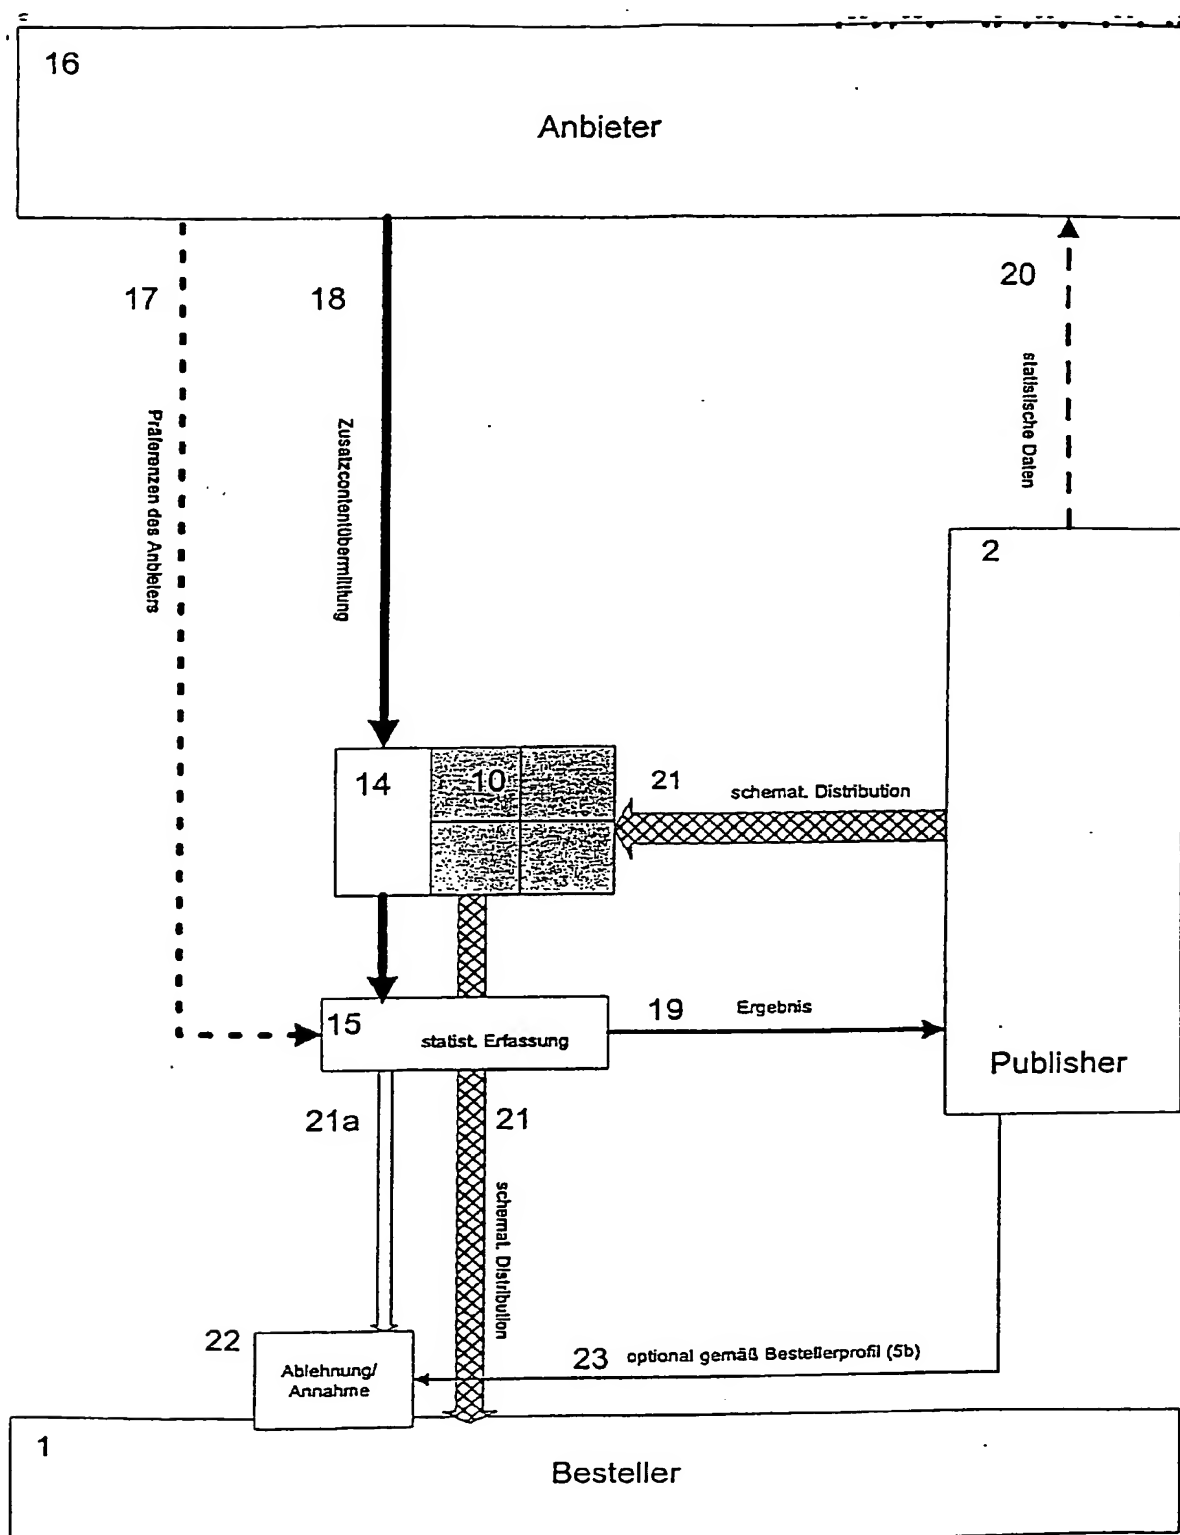 16
Anbieter
17
18
20
Präferenzen des Anbieters
Zusatzcontentübermittlung
statistische Daten
2
14
10
21
schemat. Distribution
15
statist. Erfassung
19
Ergebnis
Publisher
21a
21
schemat. Distribution
22
Ablehnung/
Annahme
23
optional gemäß Bestellerprofil (5b)
1
Besteller